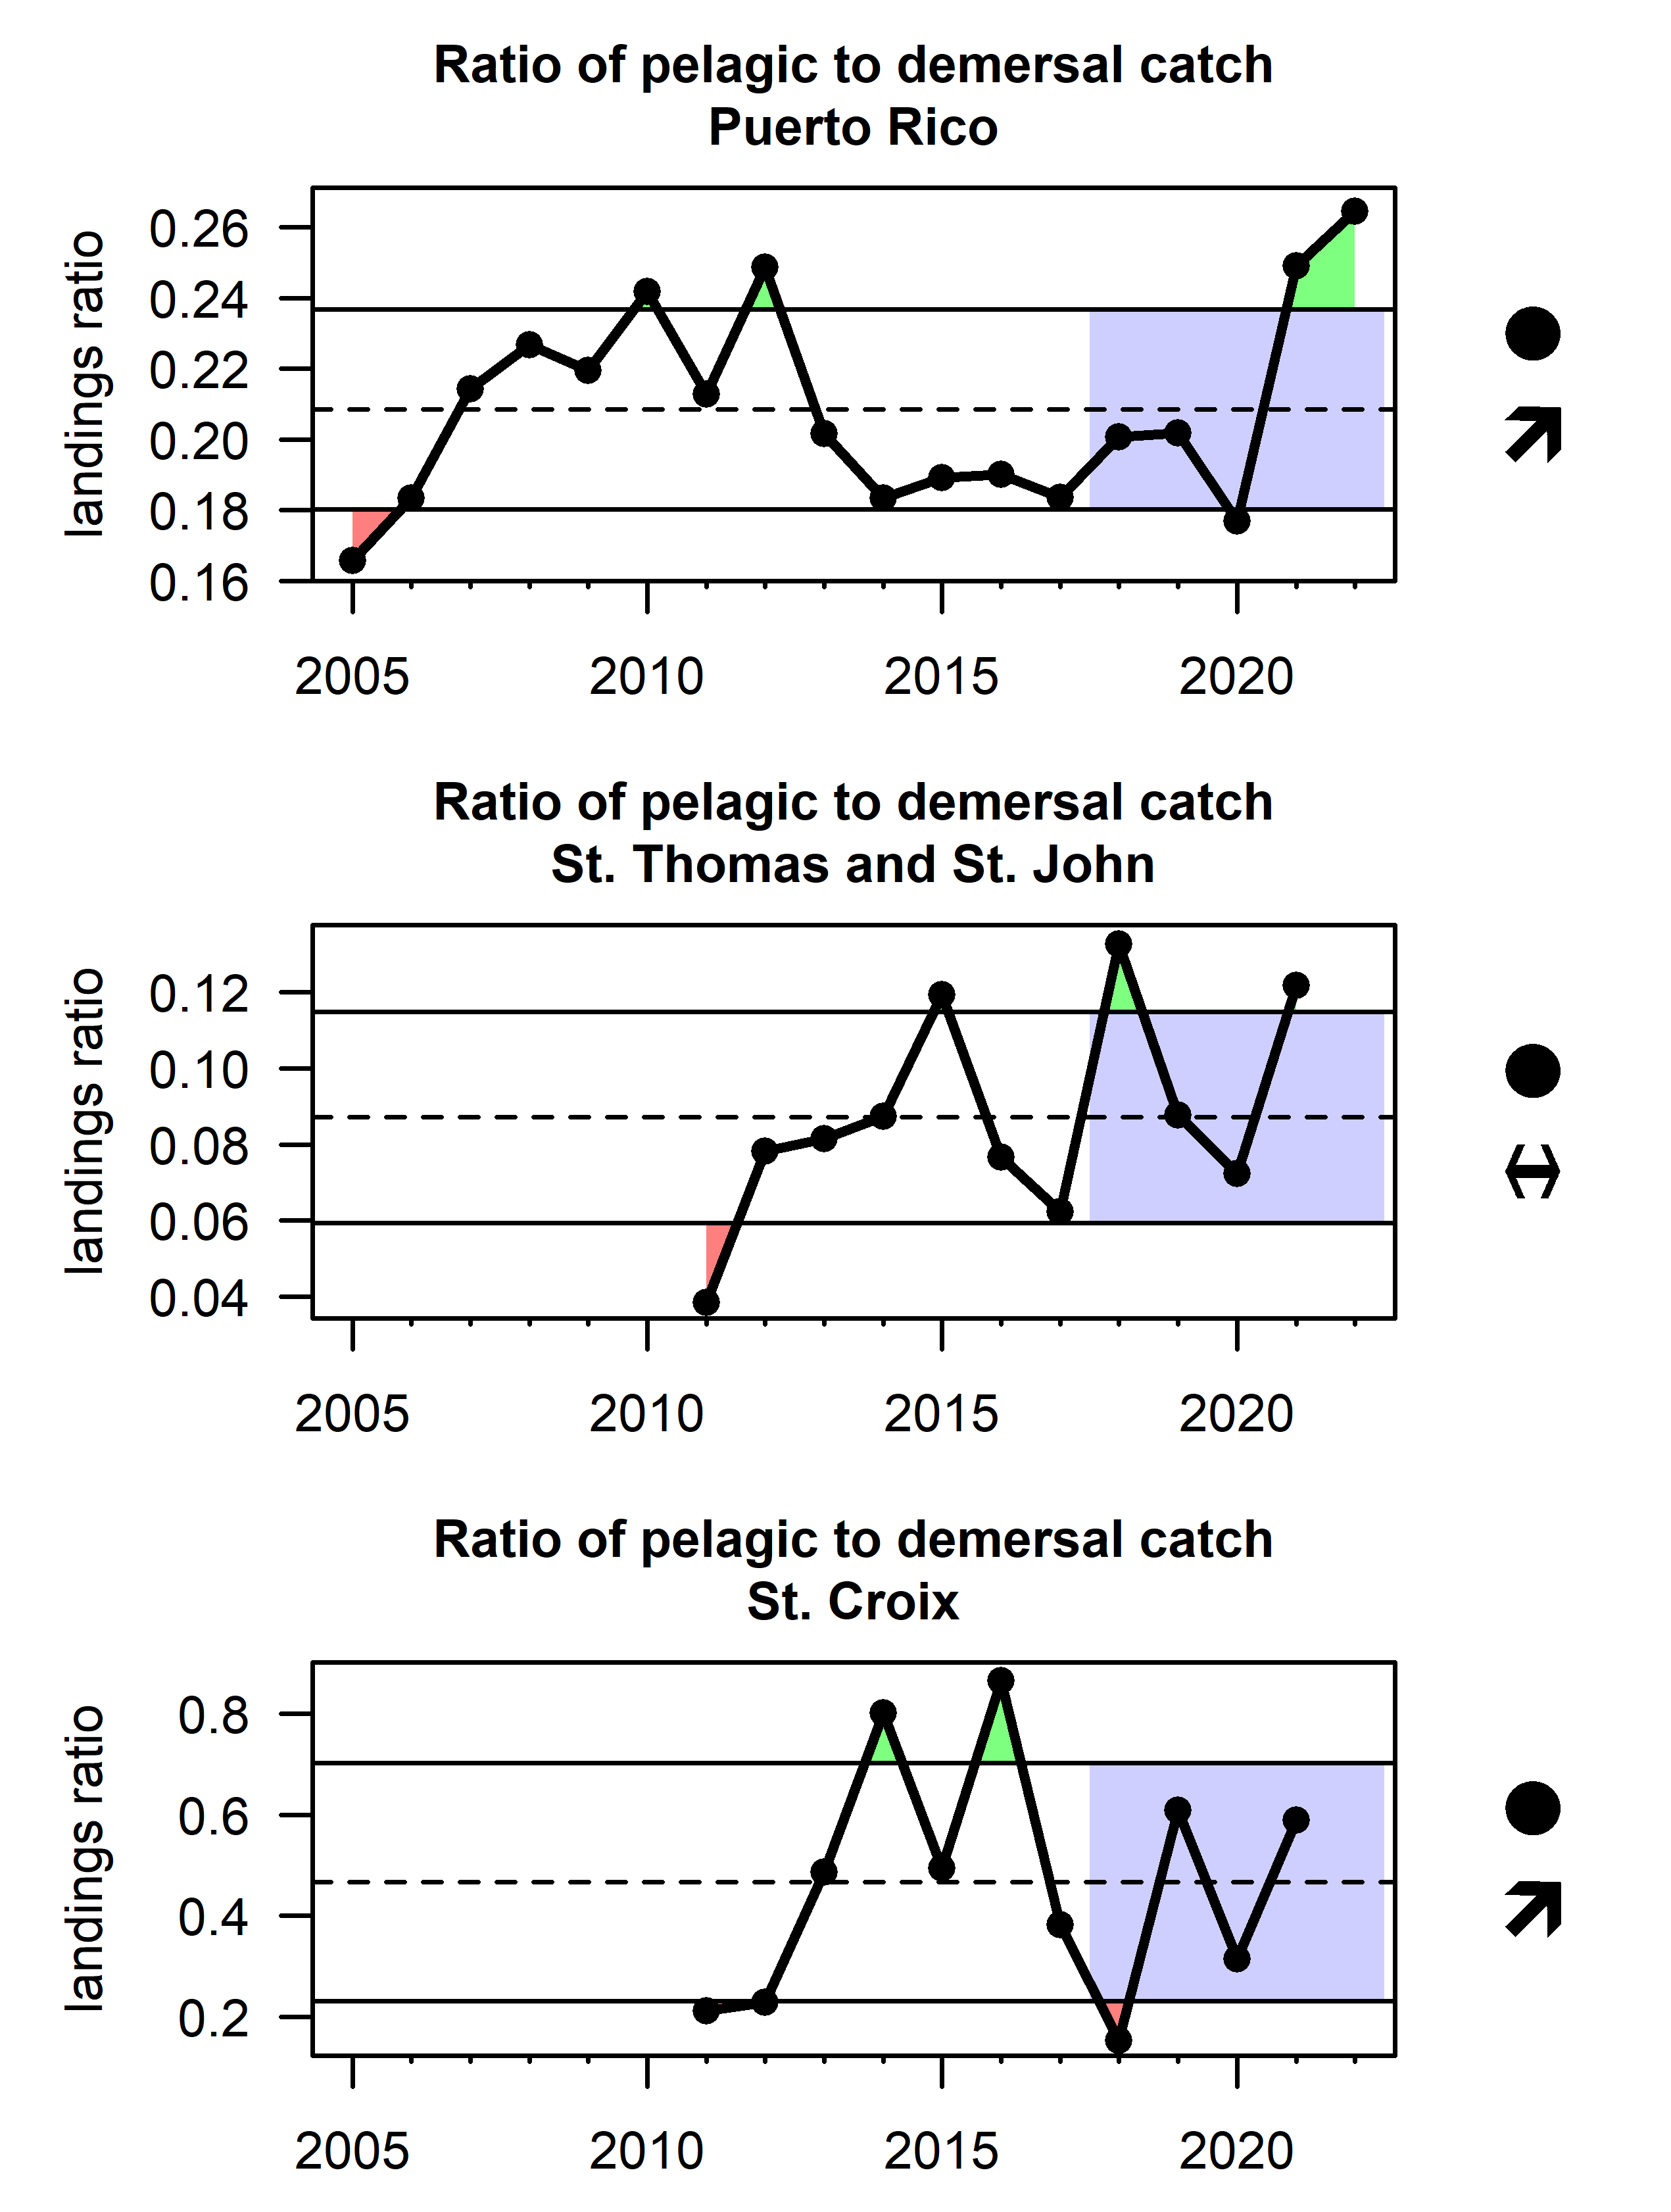 Ratio of pelagic to demersal catch
Puerto Rico
landings ratio
0.26
0.24
0.22
0.20
0.18
0.16
2005 2010 2015 2020
Ratio of pelagic to demersal catch
St. Thomas and St. John
landings ratio
0.12
0.10
0.08
0.06
0.04
2005 2010 2015 2020
Ratio of pelagic to demersal catch
St. Croix
landings ratio
0.8
0.6
0.4
0.2
2005 2010 2015 2020